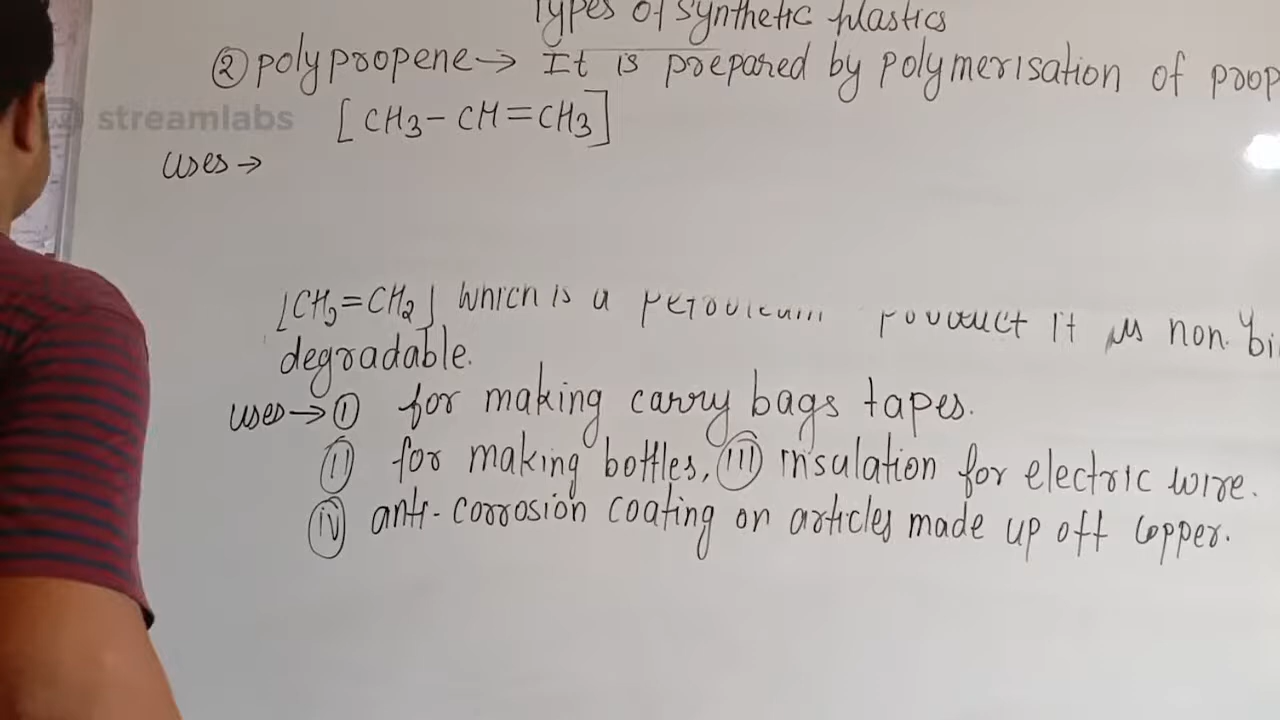 Types of synthetic plastics
② polypropene → It is prepared by polymerisation of prop
streamlabs
[CH3 - CH = CH3]
uses →
[CH2=CH2] which is a product it is non bi
degradable.
uses → ① for making carry bags tapes.
II for making bottles, III insulation for electric wire.
IV anti-corrosion coating on articles made up off copper.